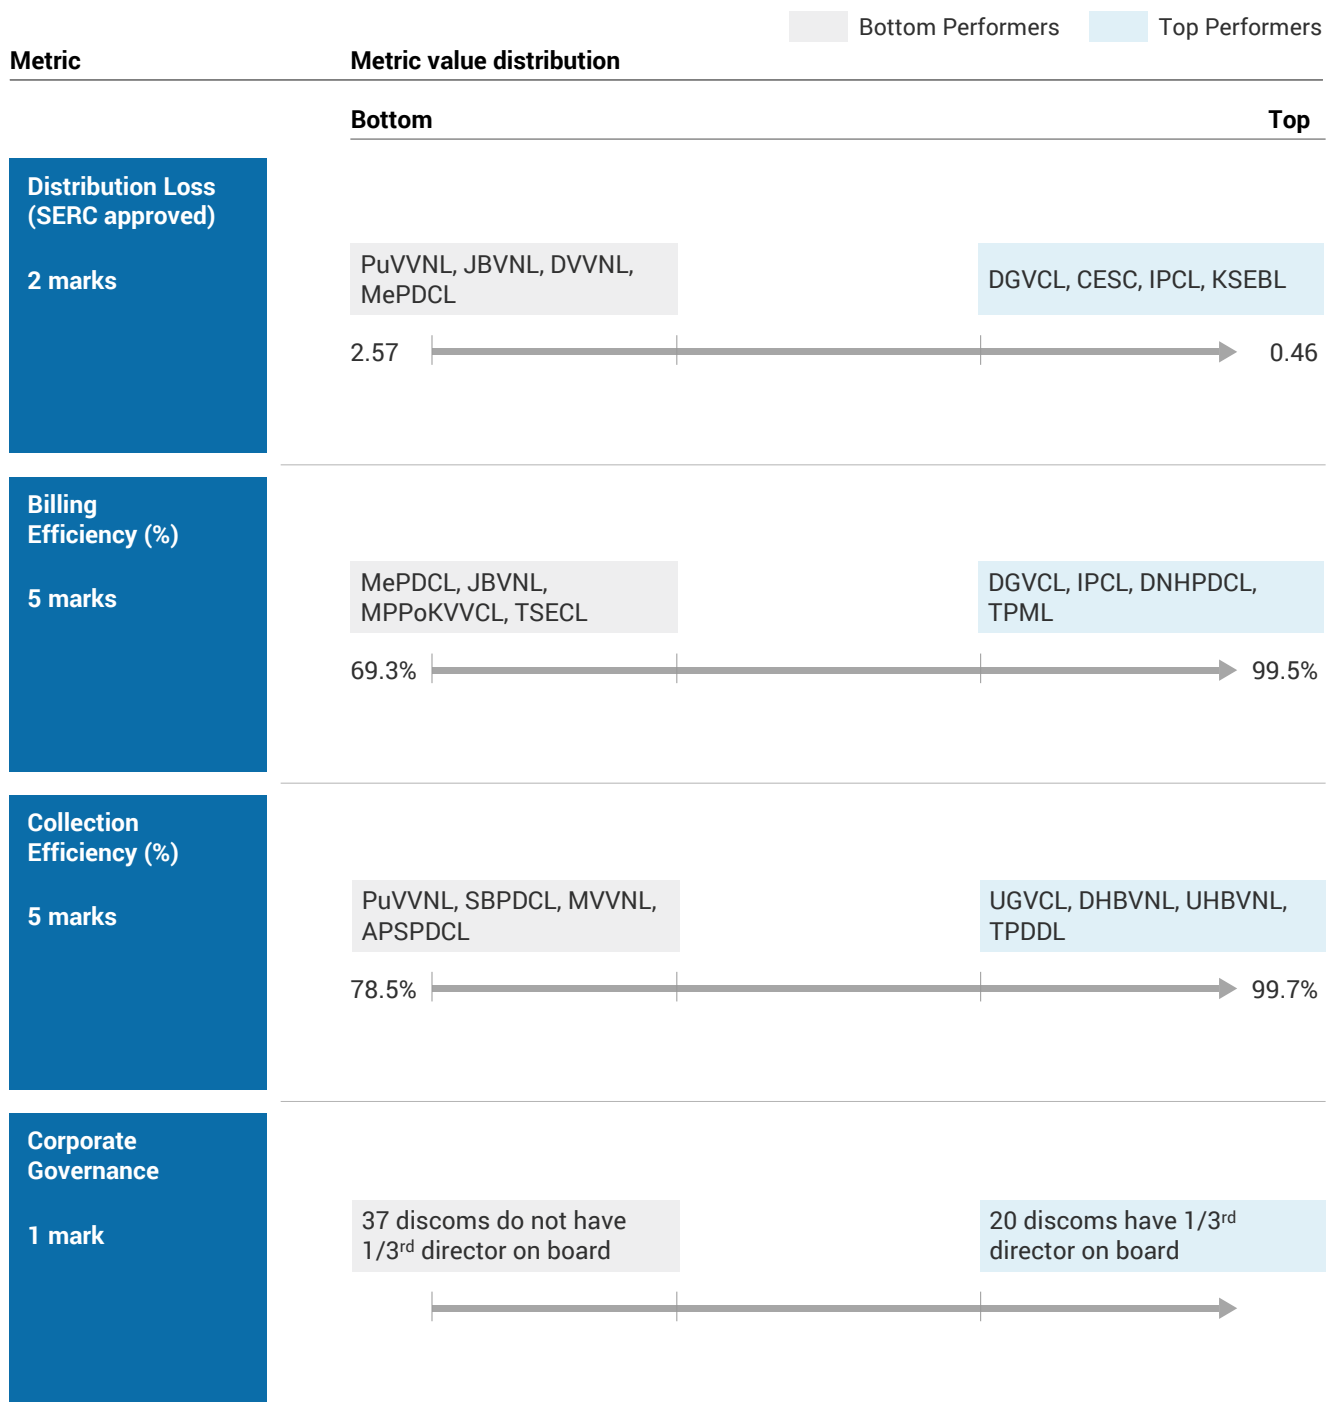 Bottom Performers Top Performers
Metric Metric value distribution
Bottom Top
Distribution Loss
(SERC approved)
2 marks
PuVVNL, JBVNL, DVVNL,
MePDCL
DGVCL, CESC, IPCL, KSEBL
2.57 0.46
Billing
Efficiency (%)
5 marks
MePDCL, JBVNL,
MPPoKVVCL, TSECL
DGVCL, IPCL, DNHPDCL,
TPML
69.3% 99.5%
Collection
Efficiency (%)
5 marks
PuVVNL, SBPDCL, MVVNL,
APSPDCL
UGVCL, DHBVNL, UHBVNL,
TPDDL
78.5% 99.7%
Corporate
Governance
1 mark
37 discoms do not have
1/3rd director on board
20 discoms have 1/3rd
director on board